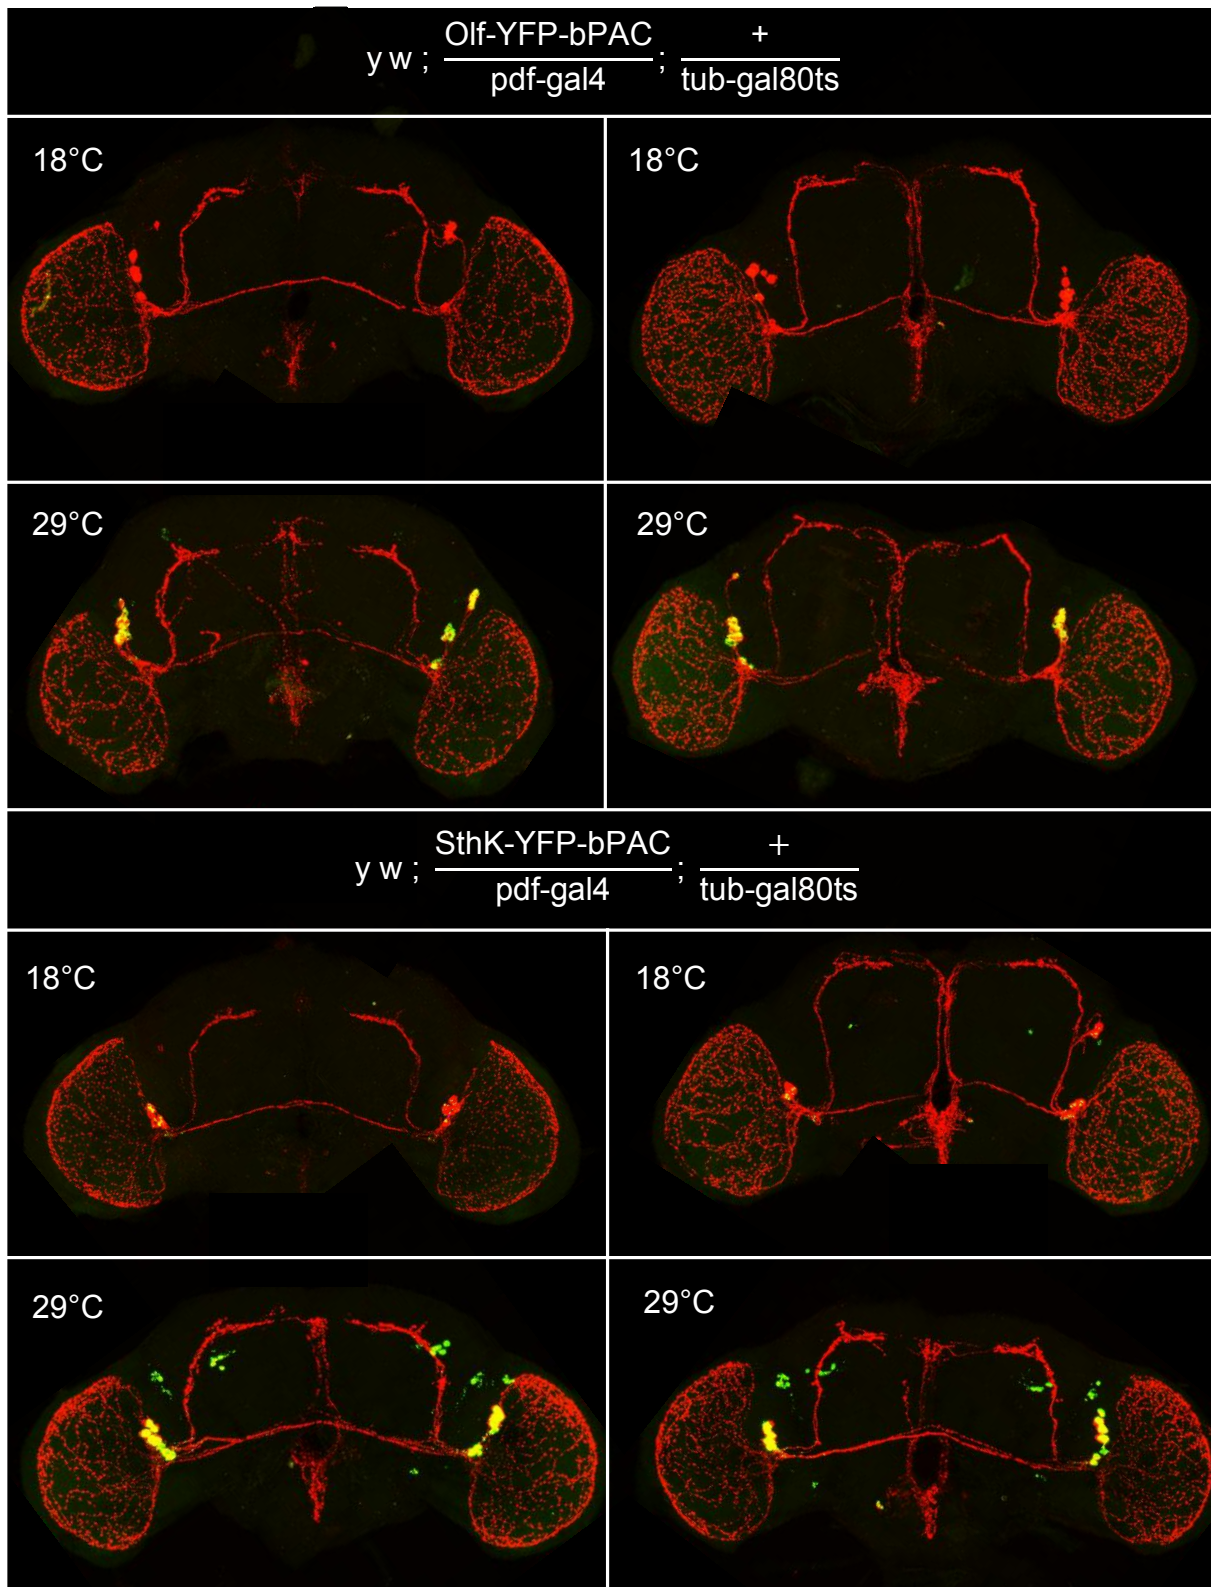 y w ; Olf-YFP-bPAC / pdf-gal4 ; + / tub-gal80ts
18°C 18°C
29°C 29°C
y w ; SthK-YFP-bPAC / pdf-gal4 ; + / tub-gal80ts
18°C 18°C
29°C 29°C